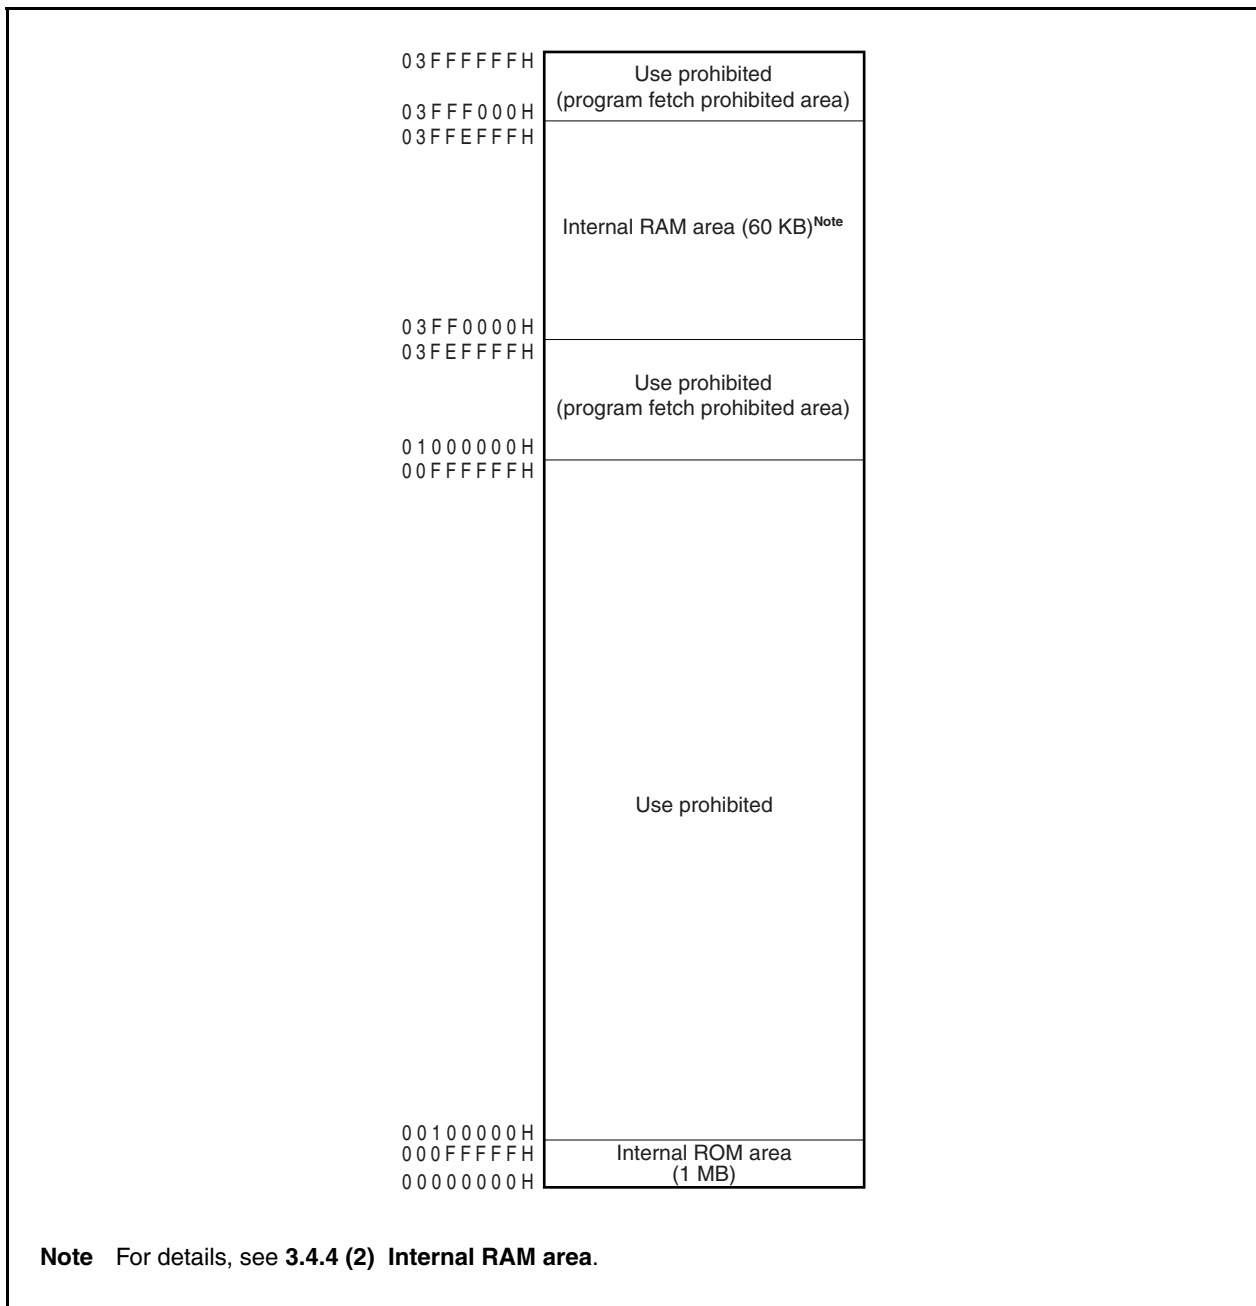 03FFFFFFH
Use prohibited
(program fetch prohibited area)
03FFF000H
03FFEFFFH
Internal RAM area (60 KB)Note
03FF0000H
03FEFFFFH
Use prohibited
(program fetch prohibited area)
01000000H
00FFFFFFH
Use prohibited
00100000H
000FFFFFH
Internal ROM area
(1 MB)
00000000H
Note For details, see 3.4.4 (2) Internal RAM area.